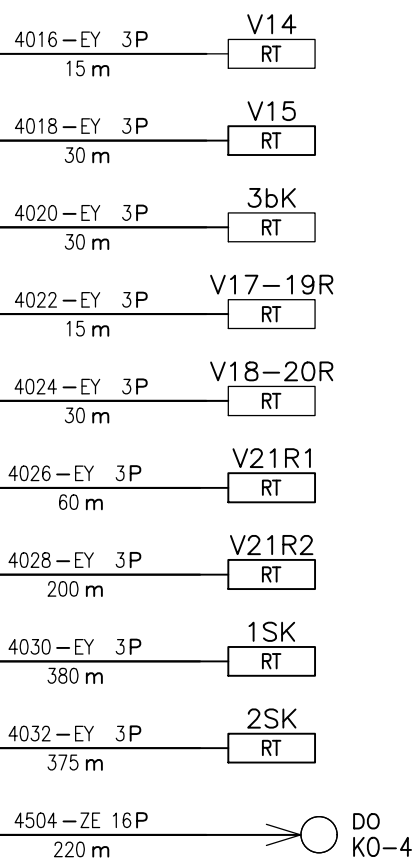 V14
4016-EY 3P
RT
15 m
V15
4018-EY 3P
RT
30 m
3bK
4020-EY 3P
RT
30 m
V17-19R
4022-EY 3P
RT
15 m
V18-20R
4024-EY 3P
RT
30 m
V21R1
4026-EY 3P
RT
60 m
V21R2
4028-EY 3P
RT
200 m
1SK
4030-EY 3P
RT
380 m
2SK
4032-EY 3P
RT
375 m
4504-ZE 16P
DO
220 m
KO-4